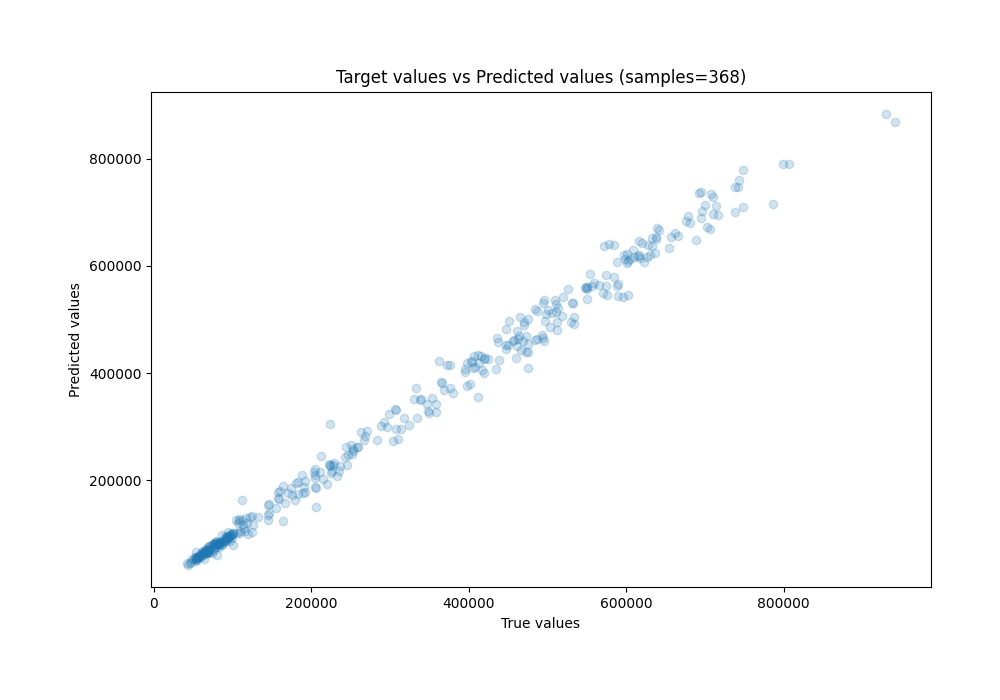 Target values vs Predicted values (samples=368)
Predicted values
800000
600000
400000
200000
0 200000 400000 600000 800000
True values